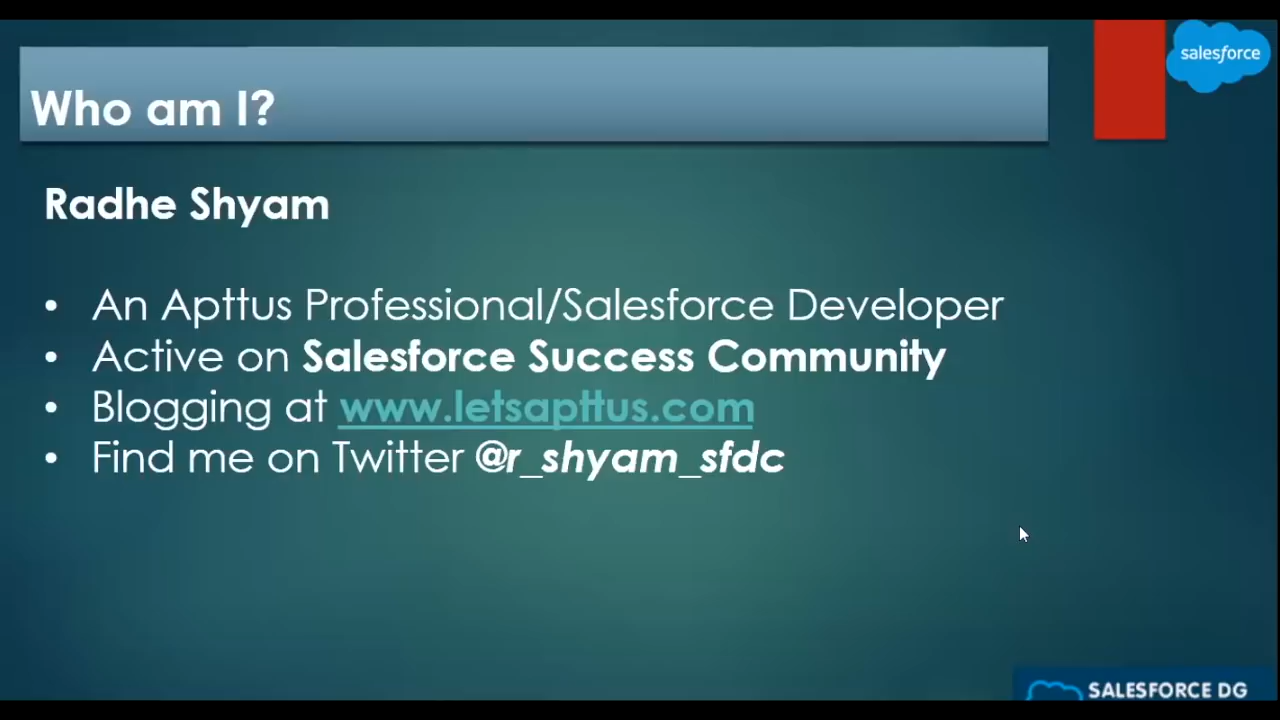 salesforce
Who am I?
Radhe Shyam
• An Apttus Professional/Salesforce Developer
• Active on Salesforce Success Community
• Blogging at www.letsapttus.com
• Find me on Twitter @r_shyam_sfdc
SALESFORCE DG